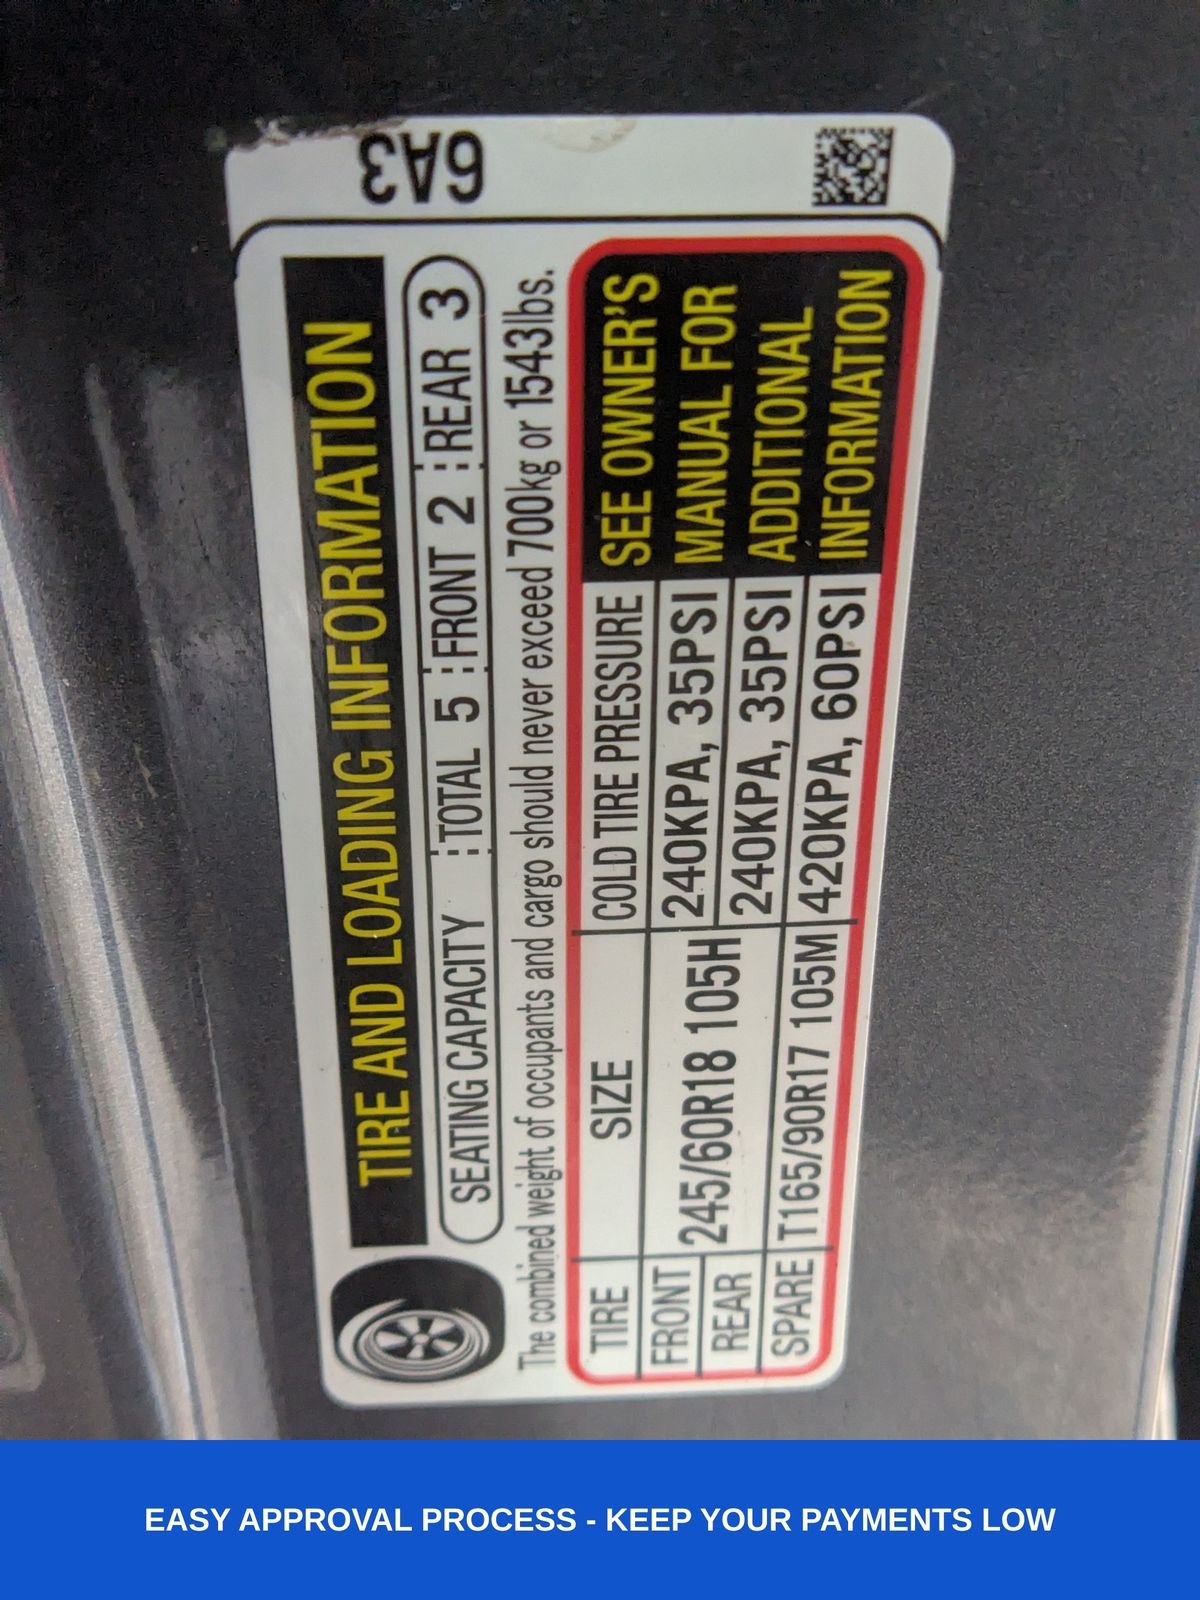 6A3
TIRE AND LOADING INFORMATION
SEATING CAPACITY TOTAL 5 FRONT 2 REAR 3
The combined weight of occupants and cargo should never exceed 700kg or 1543lbs.
TIRE SIZE COLD TIRE PRESSURE
FRONT 245/60R18 105H 240KPA, 35PSI
REAR 240KPA, 35PSI
SPARE T165/90R17 105M 420KPA, 60PSI
SEE OWNER'S
MANUAL FOR
ADDITIONAL
INFORMATION
EASY APPROVAL PROCESS - KEEP YOUR PAYMENTS LOW